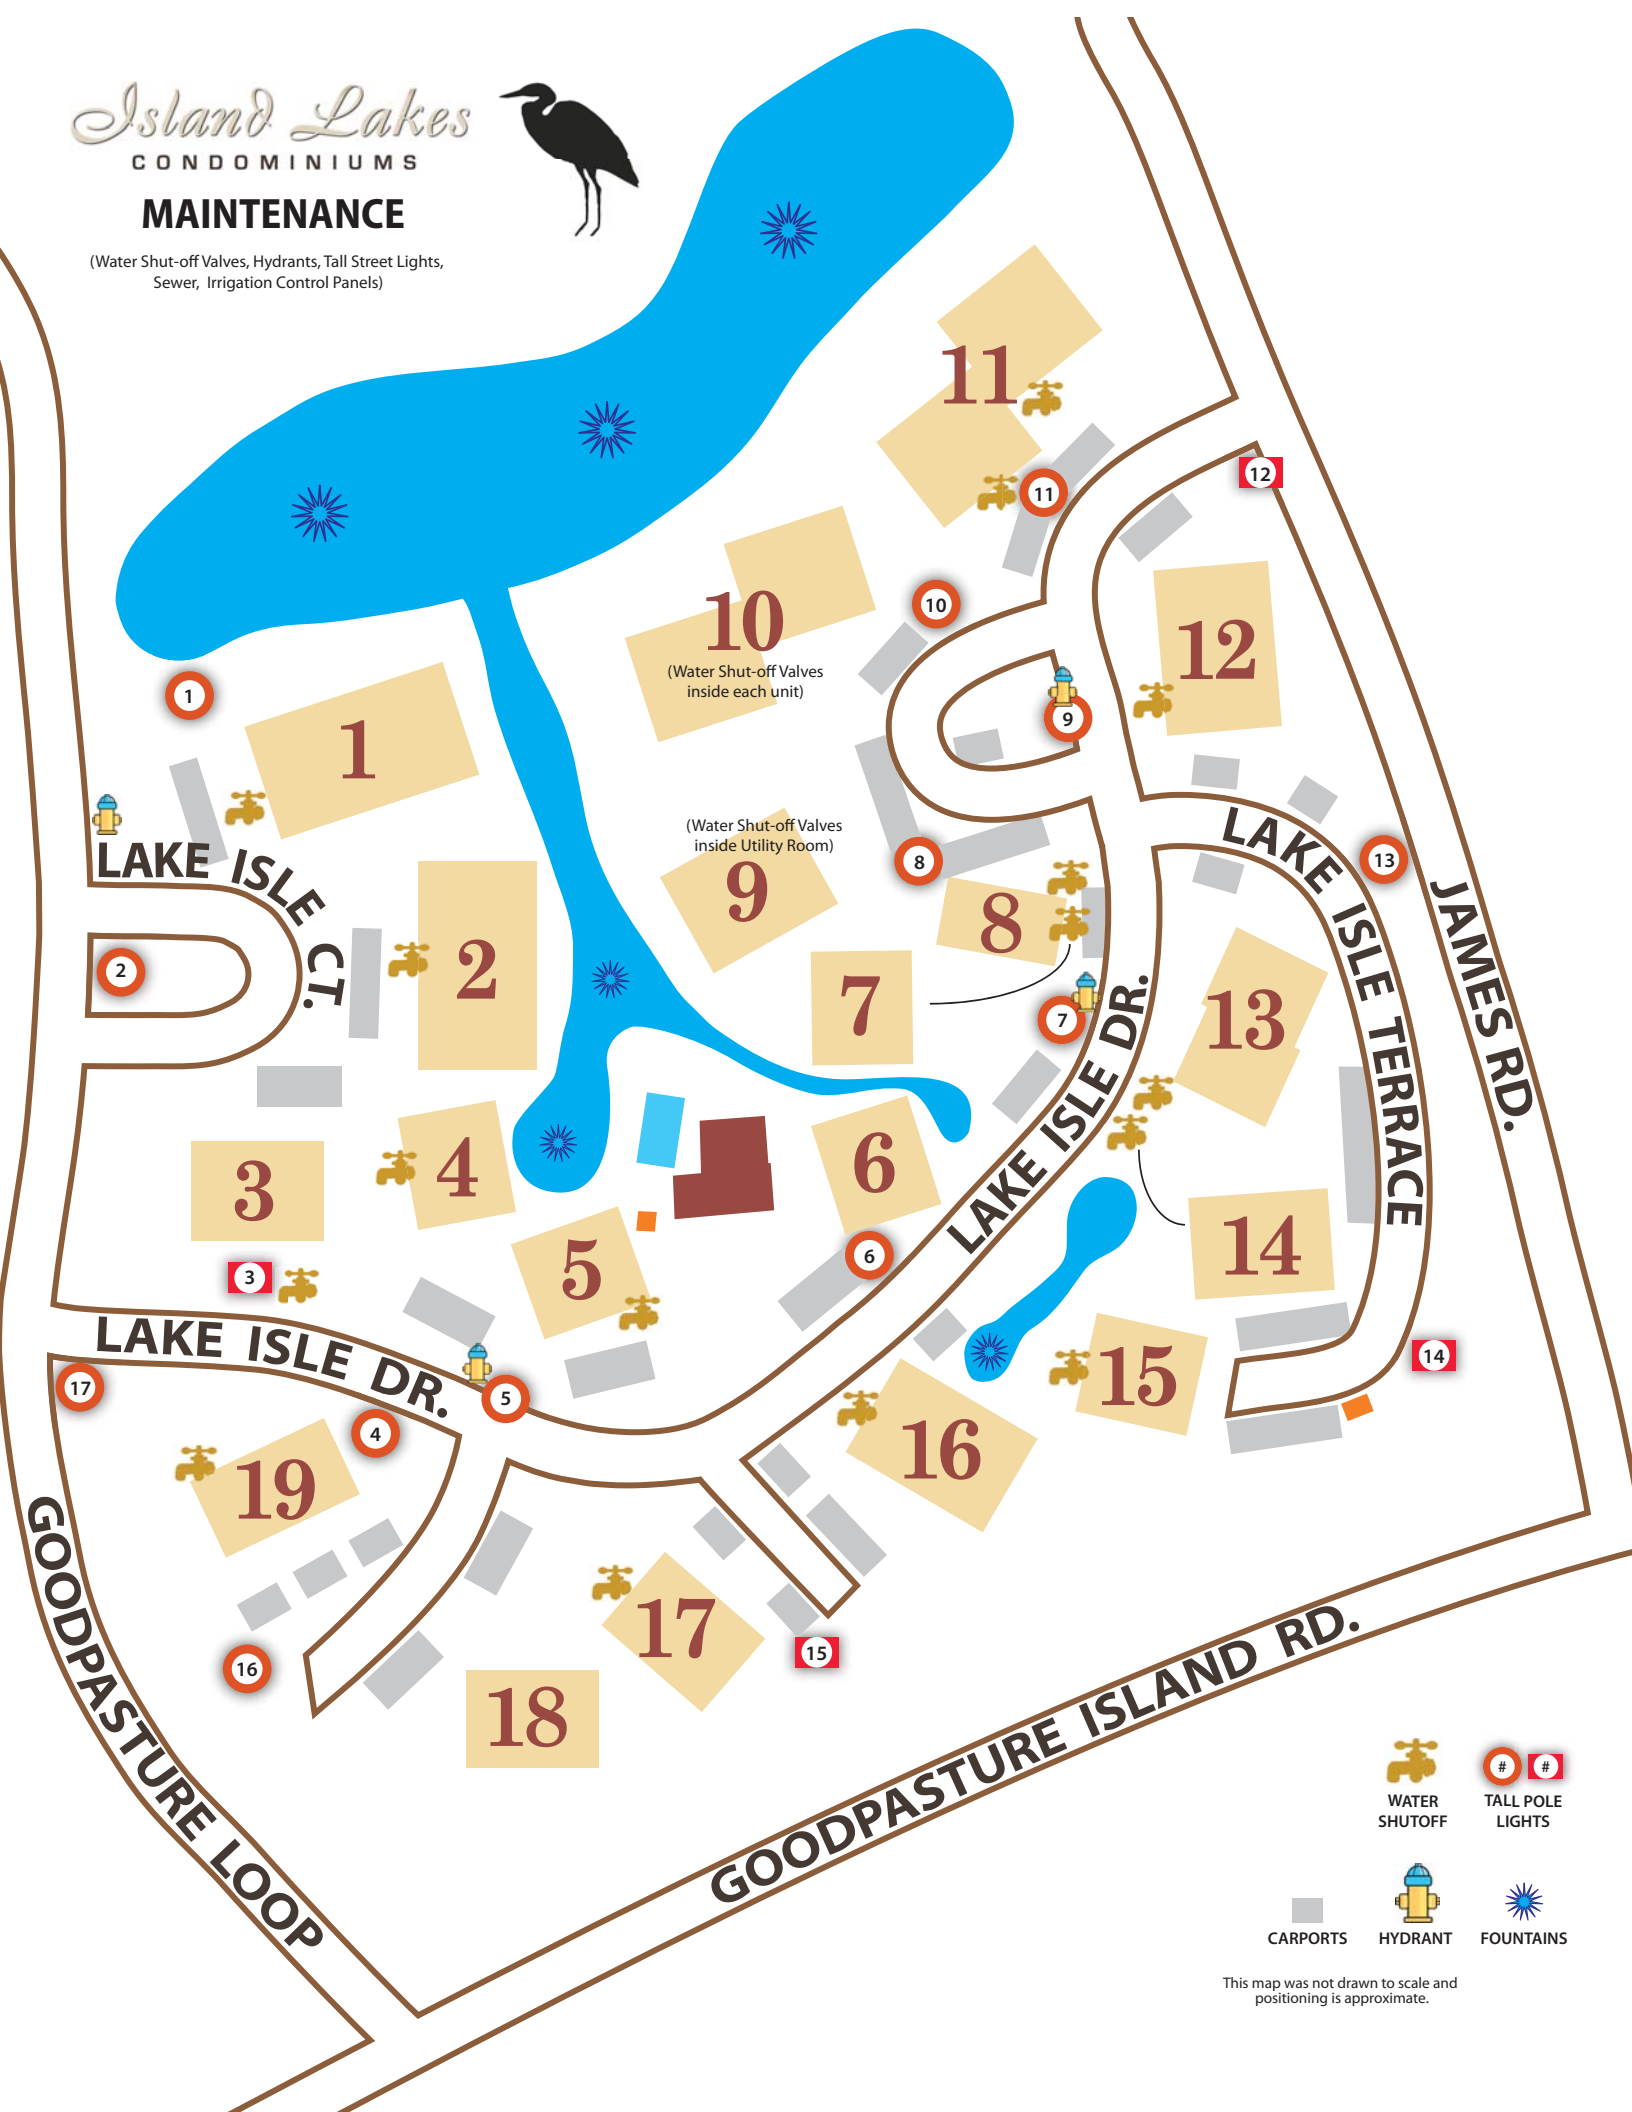 Island Lakes
CONDOMINIUMS
MAINTENANCE
(Water Shut-off Valves, Hydrants, Tall Street Lights,
Sewer, Irrigation Control Panels)
11
11
12
10
10
(Water Shut-off Valves
inside each unit)
12
1
1
9
(Water Shut-off Valves
inside Utility Room)
9
8
8
LAKE ISLE CT.
2
2
7
7
LAKE ISLE DR.
LAKE ISLE TERRACE
13
13
JAMES RD.
3
3
4
5
6
6
14
14
LAKE ISLE DR.
17
4
5
15
16
19
16
17
15
18
GOODPASTURE LOOP
GOODPASTURE ISLAND RD.
WATER
SHUTOFF
# #
TALL POLE
LIGHTS
CARPORTS
HYDRANT
FOUNTAINS
This map was not drawn to scale and
positioning is approximate.